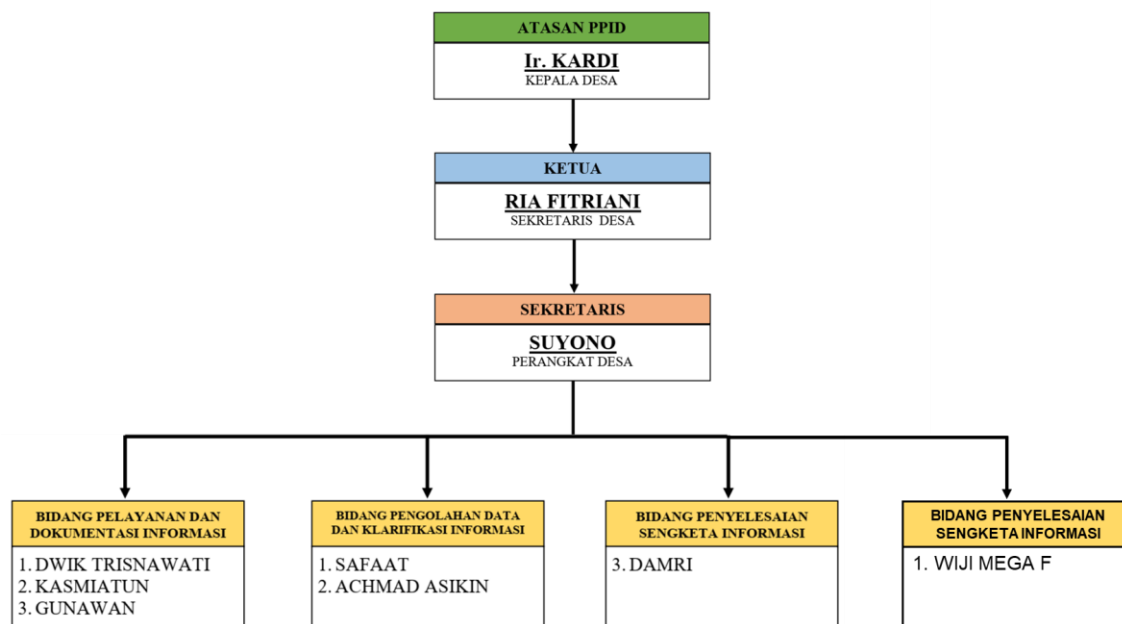 ATASAN PPID
Ir. KARDI
KEPALA DESA
KETUA
RIA FITRIANI
SEKRETARIS DESA
SEKRETARIS
SUYONO
PERANGKAT DESA
BIDANG PELAYANAN DAN
DOKUMENTASI INFORMASI
1. DWIK TRISNAWATI
2. KASMIATUN
3. GUNAWAN
BIDANG PENGOLAHAN DATA
DAN KLARIFIKASI INFORMASI
1. SAFAAT
2. ACHMAD ASIKIN
BIDANG PENYELESAIAN
SENGKETA INFORMASI
3. DAMRI
BIDANG PENYELESAIAN
SENGKETA INFORMASI
1. WIJI MEGA F